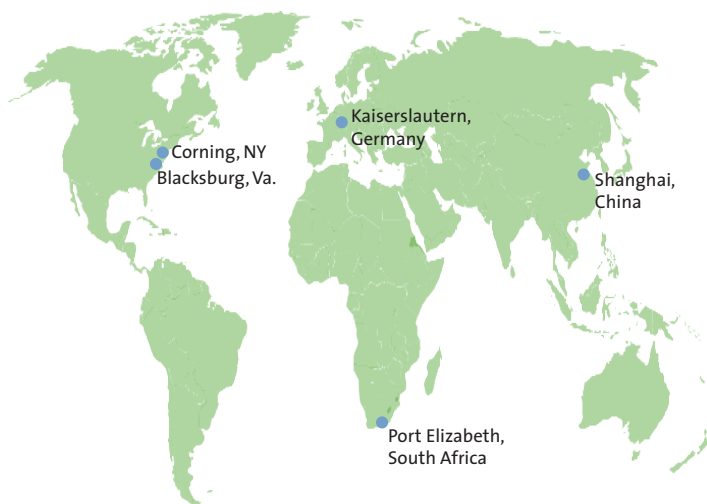 Kaiserslautern,
Germany
Corning, NY
Blacksburg, Va.
Shanghai,
China
Port Elizabeth,
South Africa